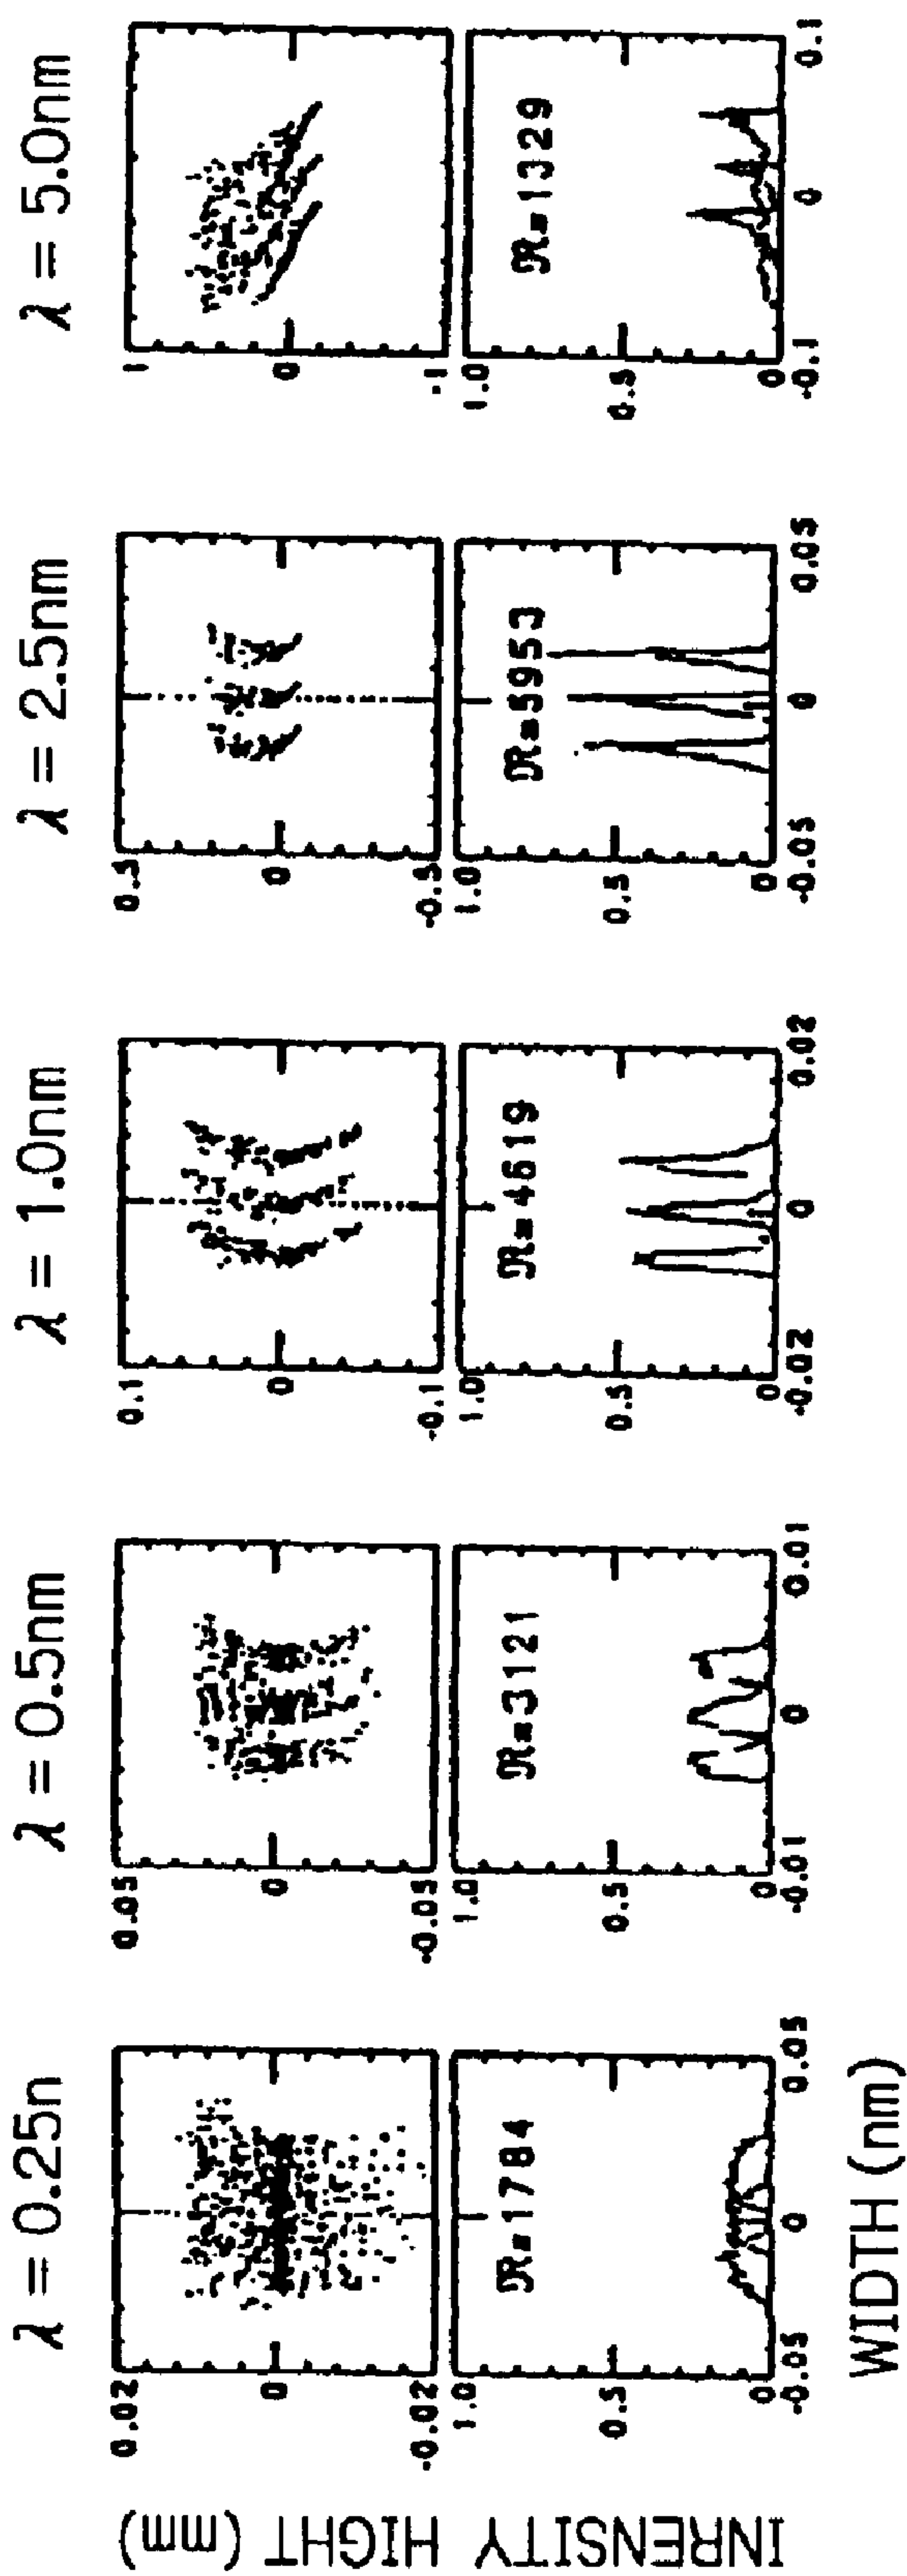 λ = 0.25n
λ = 0.5nm
λ = 1.0nm
λ = 2.5nm
λ = 5.0nm
INRENSITY HIGHT (mm)
0.02
0
-0.02
0.05
0
-0.05
0.1
0
-0.1
0.5
0
-0.5
1
0
.1
1.0
0.5
0
ℛ=1784
1.0
0.5
0
ℛ=3121
1.0
0.5
0
ℛ=4619
1.0
0.5
0
ℛ=5953
1.0
0.5
0
ℛ=1329
-0.05 0 0.05
-0.01 0 0.01
-0.02 0 0.02
-0.05 0 0.05
-0.1 0 0.1
WIDTH (nm)